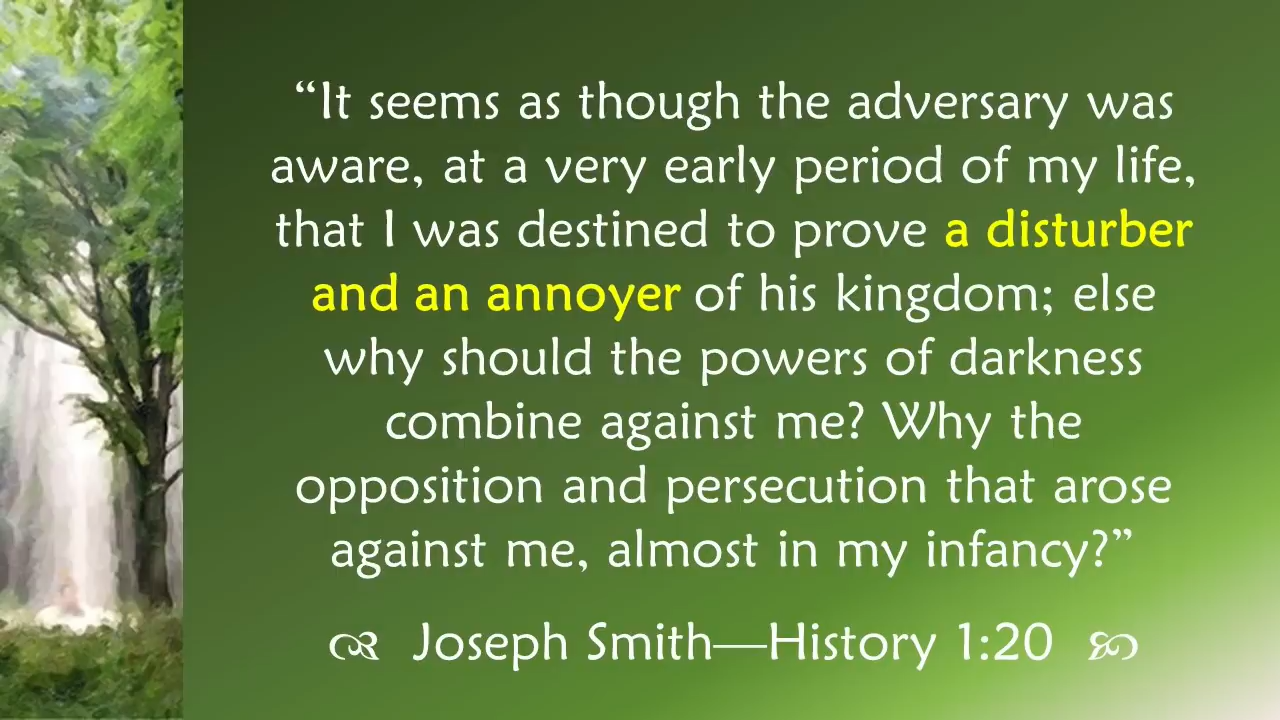 “It seems as though the adversary was
aware, at a very early period of my life,
that I was destined to prove a disturber
and an annoyer of his kingdom; else
why should the powers of darkness
combine against me? Why the
opposition and persecution that arose
against me, almost in my infancy?”
Joseph Smith—History 1:20